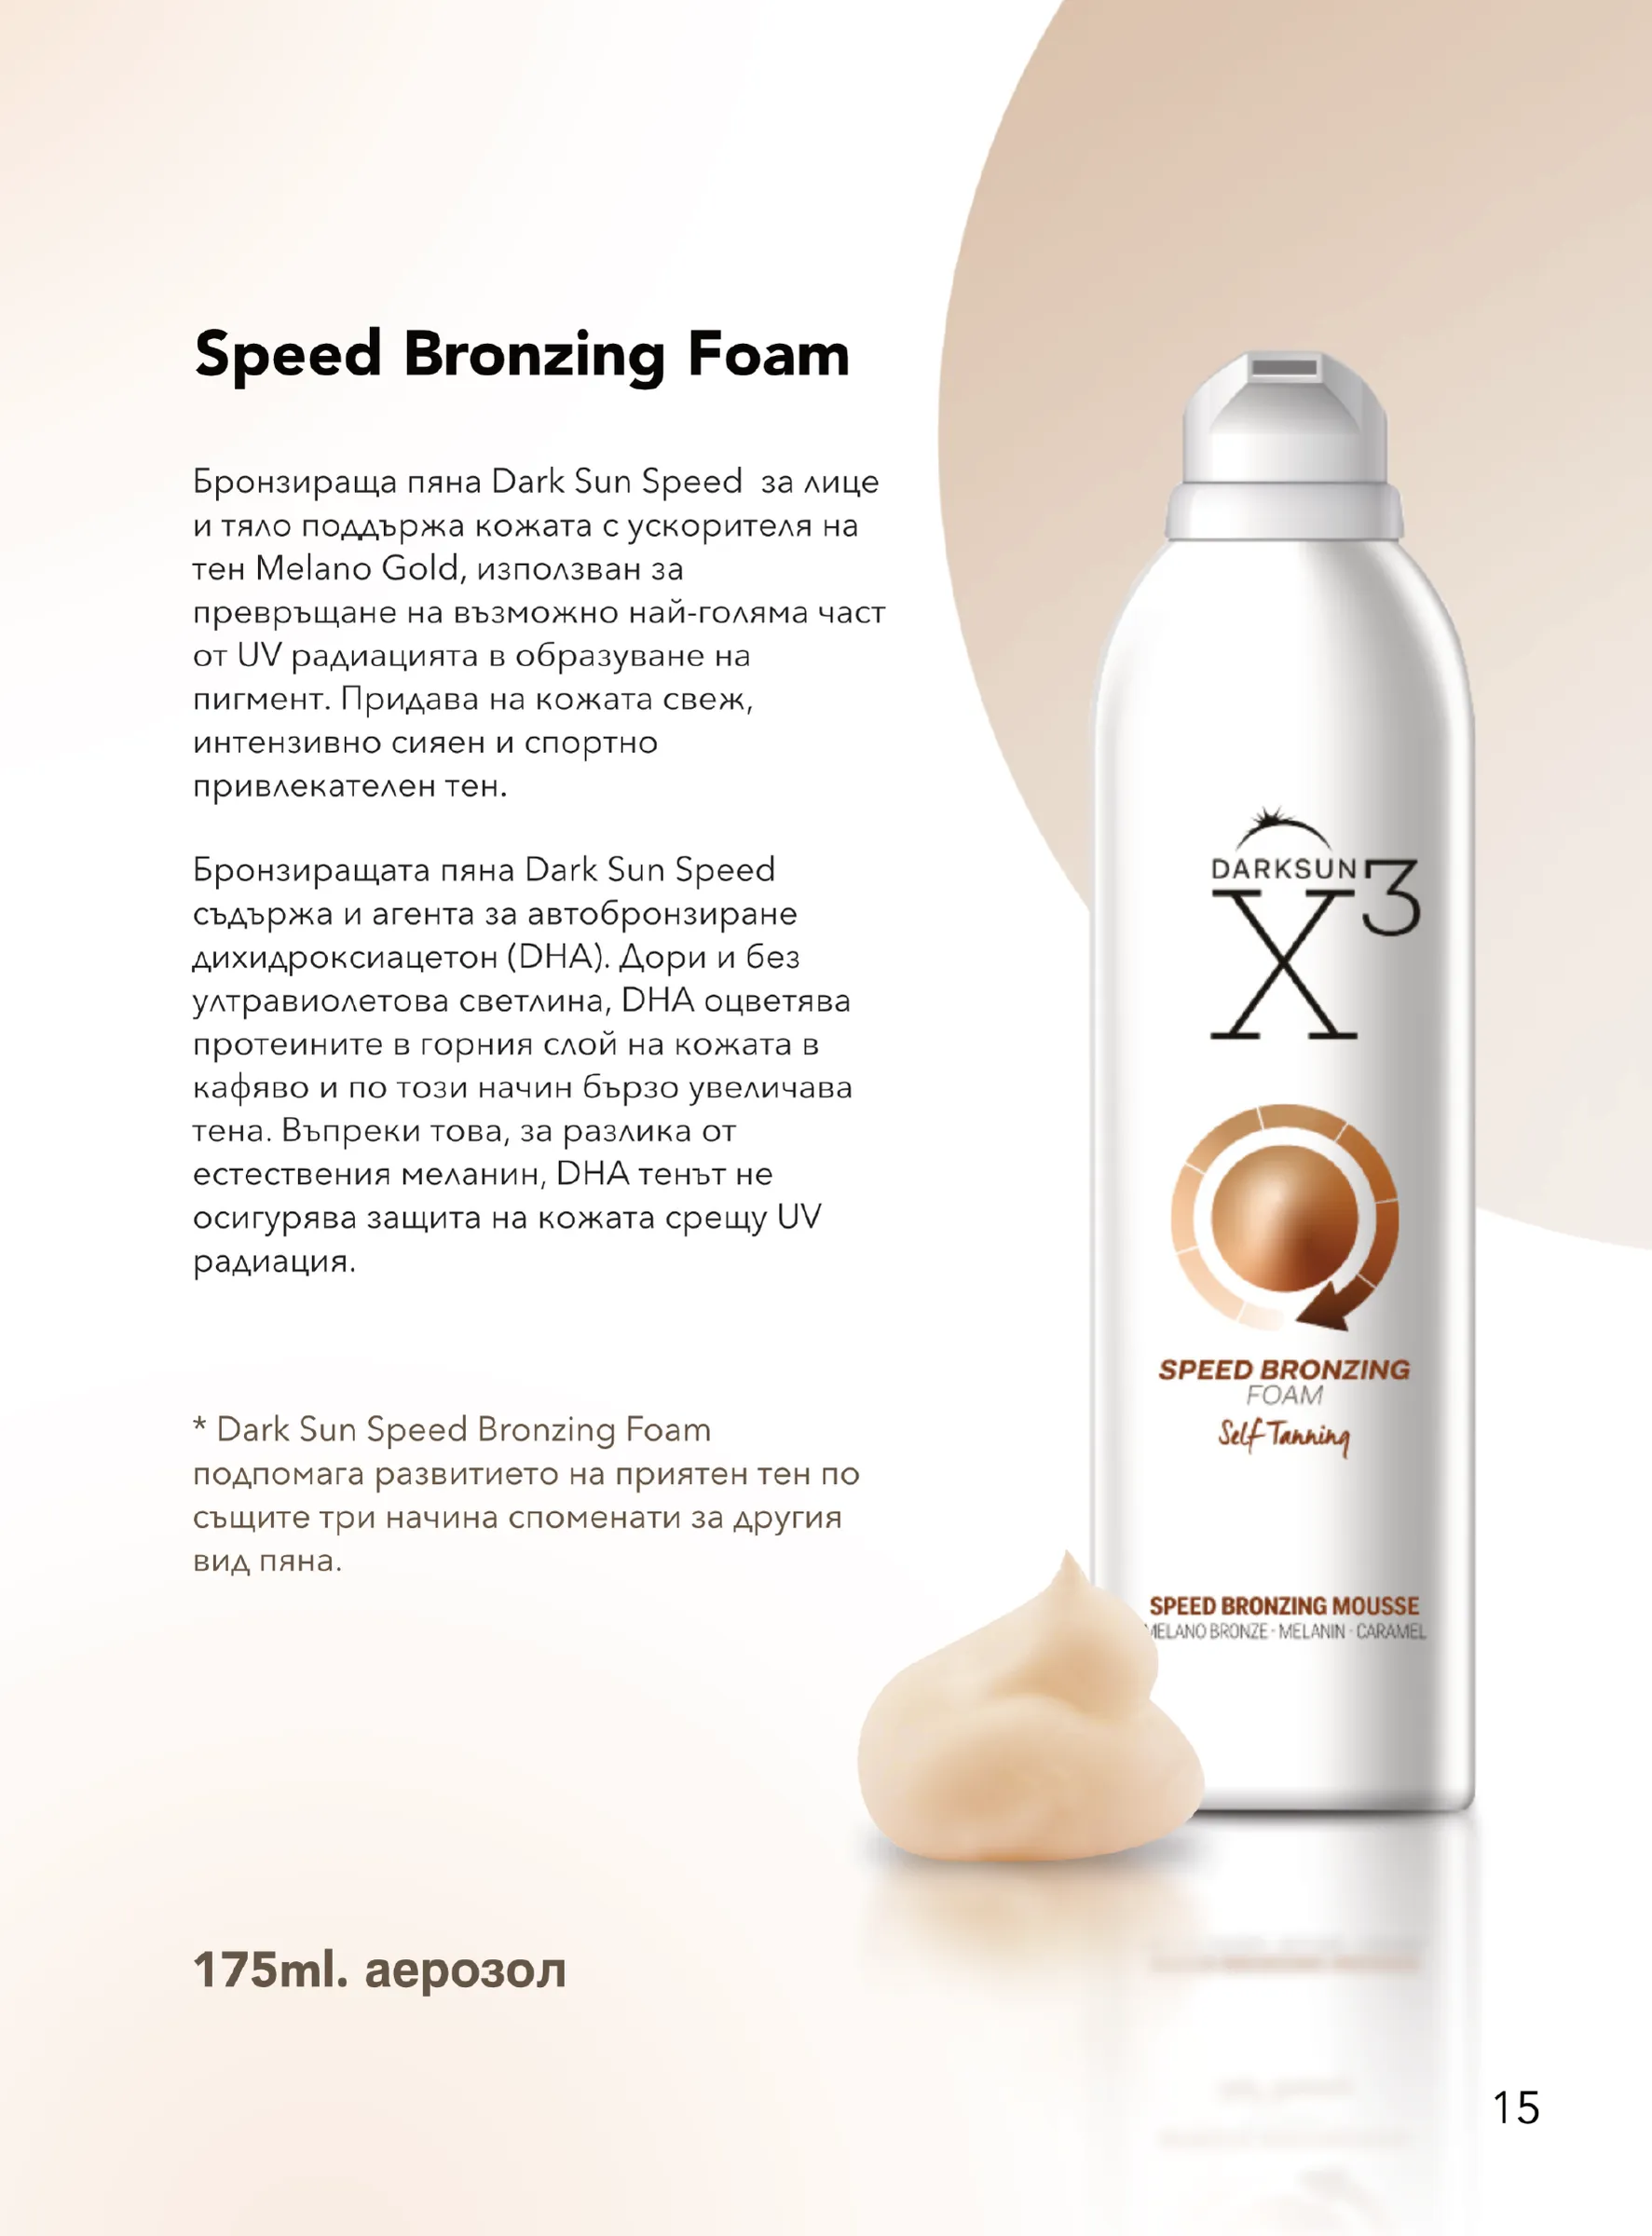 Speed Bronzing Foam
Бронзираща пяна Dark Sun Speed за лице
и тяло поддържа кожата с ускорителя на
тен Melano Gold, използван за
превръщане на възможно най-голяма част
от UV радиацията в образуване на
пигмент. Придава на кожата свеж,
интензивно сияен и спортно
привлекателен тен.
Бронзиращата пяна Dark Sun Speed
съдържа и агента за автобронзиране
дихидроксиацетон (DHA). Дори и без
ултравиолетова светлина, DHA оцветява
протеините в горния слой на кожата в
кафяво и по този начин бързо увеличава
тена. Въпреки това, за разлика от
естествения меланин, DHA тенът не
осигурява защита на кожата срещу UV
радиация.
* Dark Sun Speed Bronzing Foam
подпомага развитието на приятен тен по
същите три начина споменати за другия
вид пяна.
175ml. аерозол
DARKSUN
X3
SPEED BRONZING
FOAM
Self Tanning
SPEED BRONZING MOUSSE
MELANO BRONZE - MELANIN - CARAMEL
15